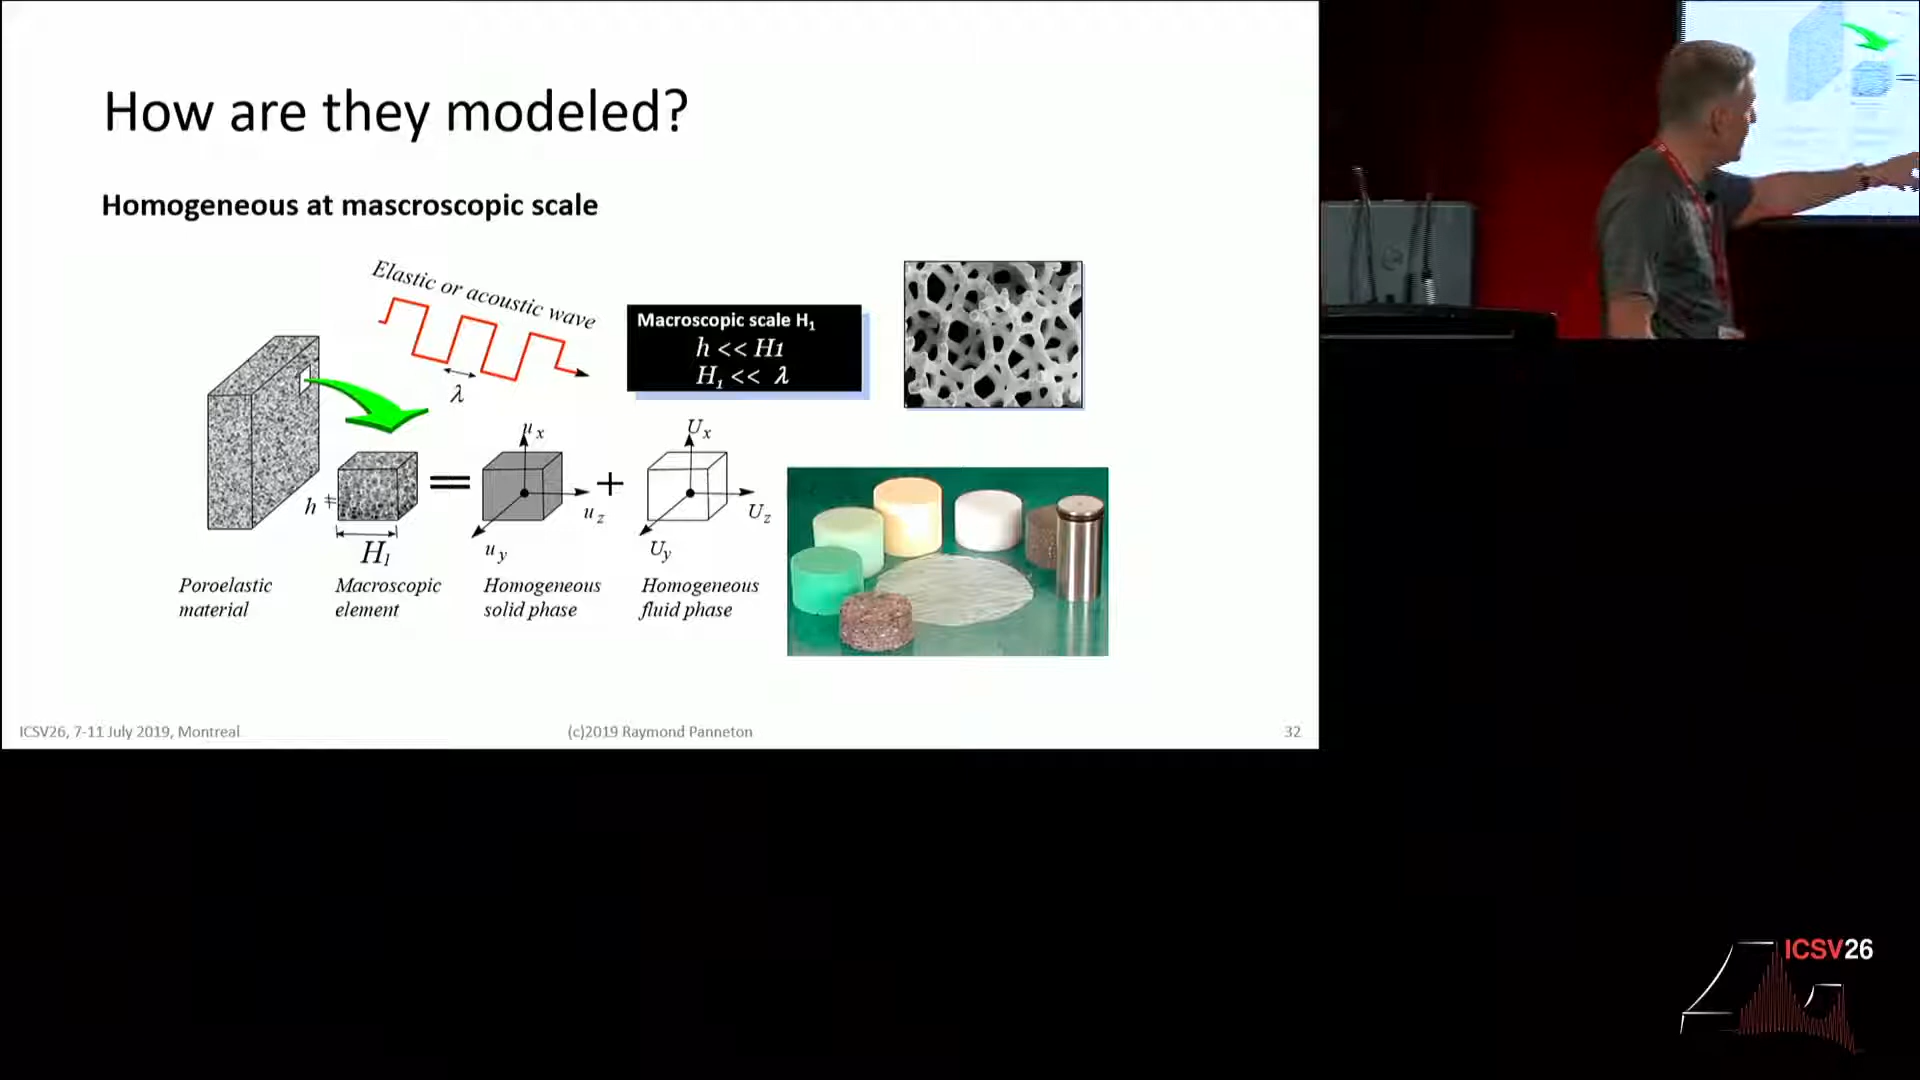 How are they modeled?
Homogeneous at mascroscopic scale
Elastic or acoustic wave
λ
Macroscopic scale H₁
h << H1
H₁ << λ
h
H₁
=
u x
u y
u z
+
U x
U y
U z
Poroelastic
material
Macroscopic
element
Homogeneous
solid phase
Homogeneous
fluid phase
ICSV26, 7-11 July 2019, Montreal
(c)2019 Raymond Panneton
32
ICSV26